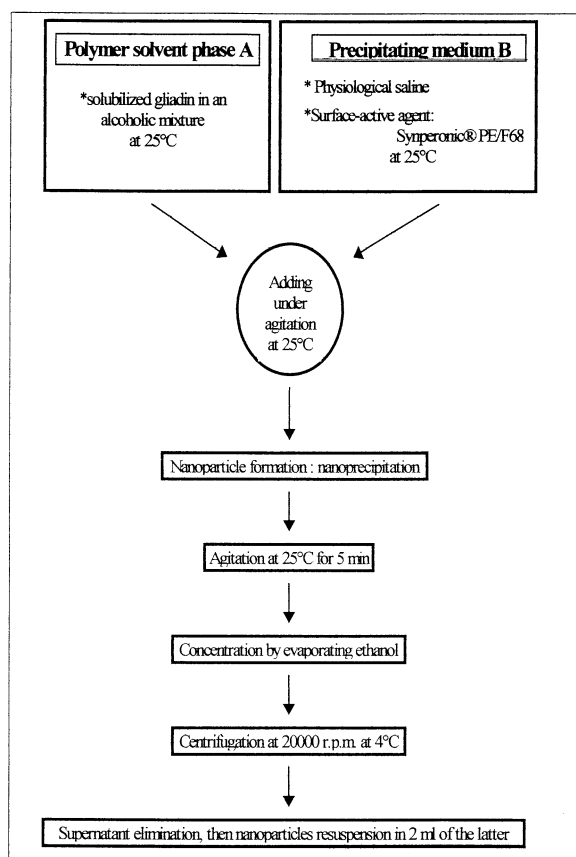 Polymer solvent phase A
*solubilized gliadin in an
alcoholic mixture
at 25°C
Precipitating medium B
* Physiological saline
*Surface-active agent:
Synperonic® PE/F68
at 25°C
Adding
under
agitation
at 25°C
Nanoparticle formation : nanoprecipitation
Agitation at 25°C for 5 min
Concentration by evaporating ethanol
Centrifugation at 20000 r.p.m. at 4°C
Supernatant elimination, then nanoparticles resuspension in 2 ml of the latter